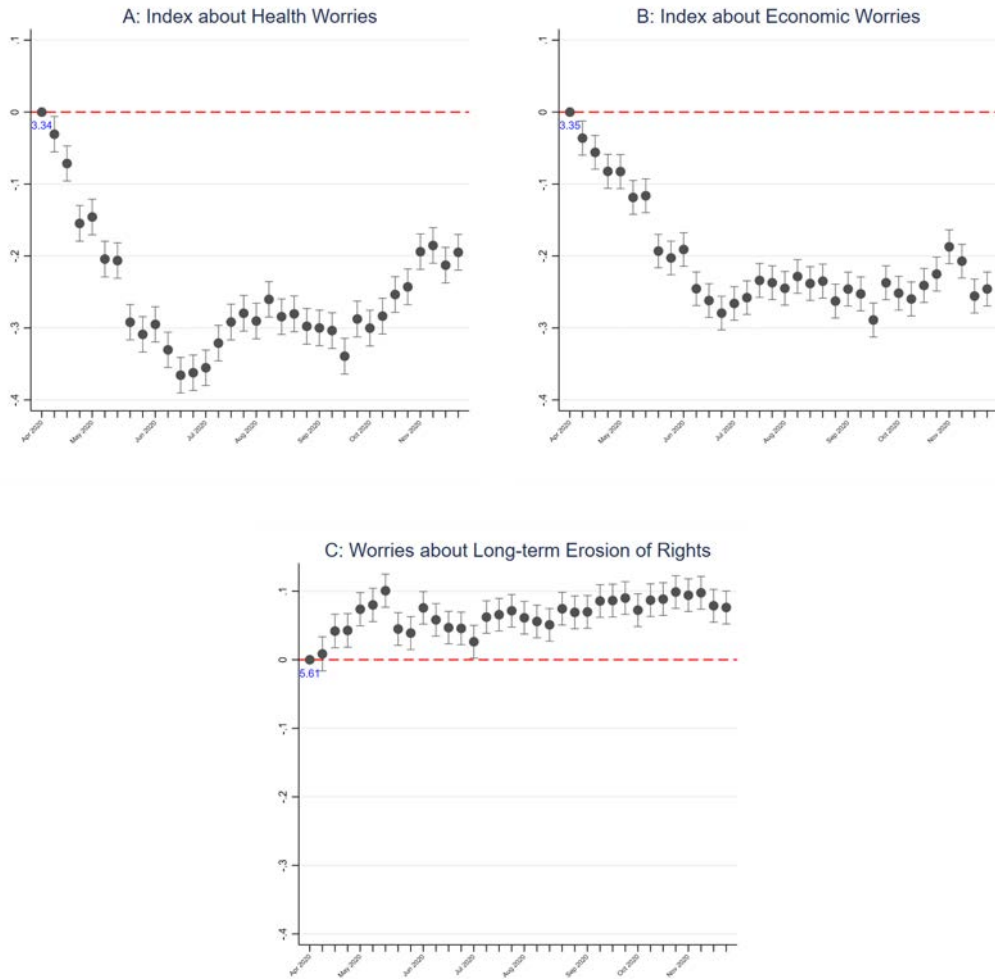 A: Index about Health Worries
.1
0
-.1
-.2
-.3
-.4
3.34
Apr 2020
May 2020
Jun 2020
Jul 2020
Aug 2020
Sep 2020
Oct 2020
Nov 2020
B: Index about Economic Worries
.1
0
-.1
-.2
-.3
-.4
3.35
Apr 2020
May 2020
Jun 2020
Jul 2020
Aug 2020
Sep 2020
Oct 2020
Nov 2020
C: Worries about Long-term Erosion of Rights
.1
0
-.1
-.2
-.3
-.4
5.61
Apr 2020
May 2020
Jun 2020
Jul 2020
Aug 2020
Sep 2020
Oct 2020
Nov 2020